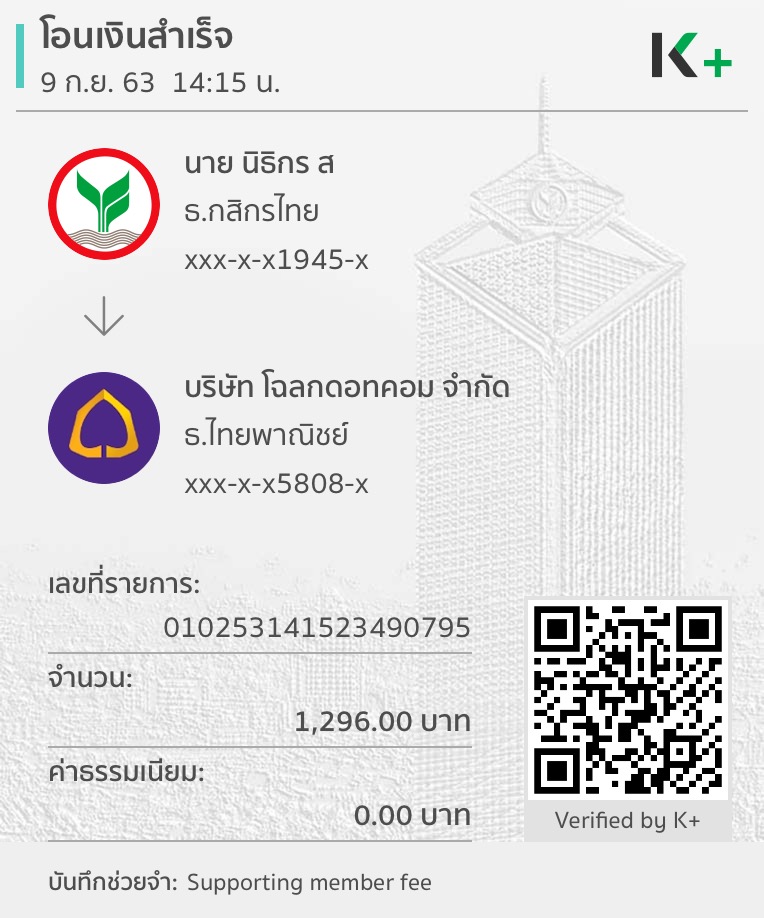 โอนเงินสำเร็จ
9 ก.ย. 63 14:15 น.
K+
นาย นิธิกร ส
ธ.กสิกรไทย
xxx-x-x1945-x
บริษัท โฉลกดอทคอม จำกัด
ธ.ไทยพาณิชย์
xxx-x-x5808-x
เลขที่รายการ:
010253141523490795
จำนวน:
1,296.00 บาท
ค่าธรรมเนียม:
0.00 บาท
Verified by K+
บันทึกช่วยจำ: Supporting member fee